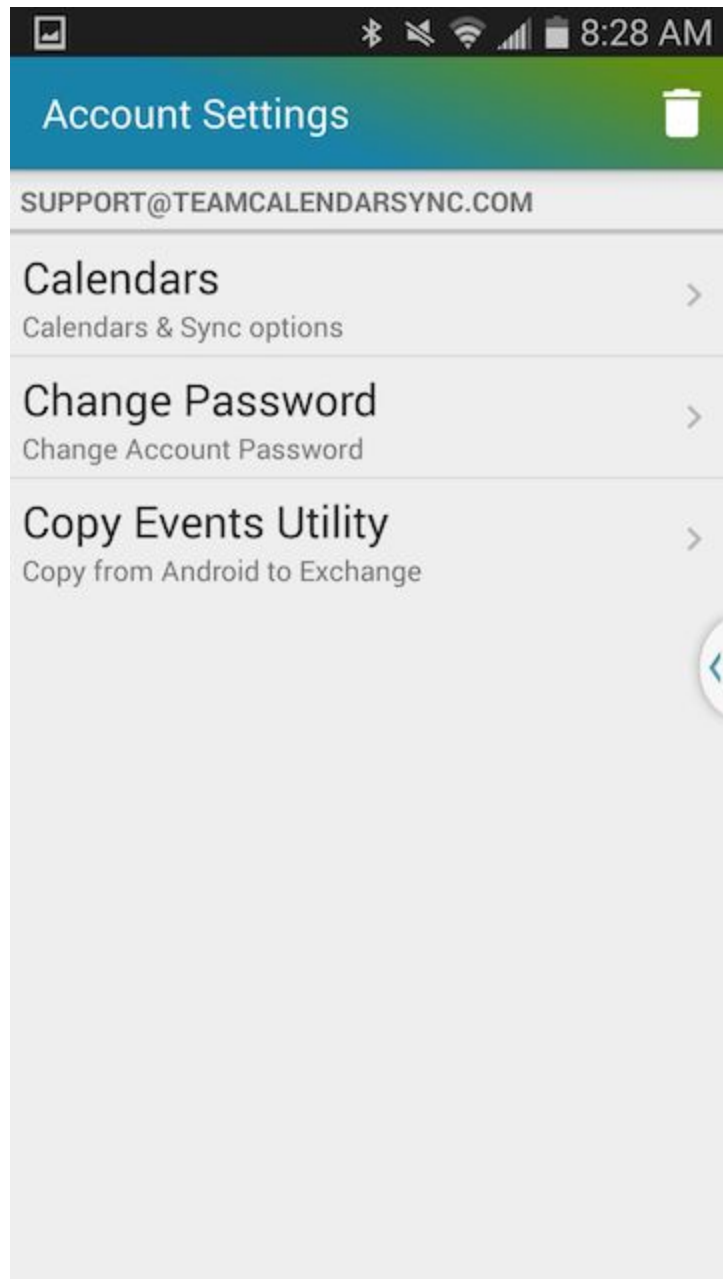 8:28 AM
Account Settings
SUPPORT@TEAMCALENDARSYNC.COM
Calendars
Calendars & Sync options
Change Password
Change Account Password
Copy Events Utility
Copy from Android to Exchange